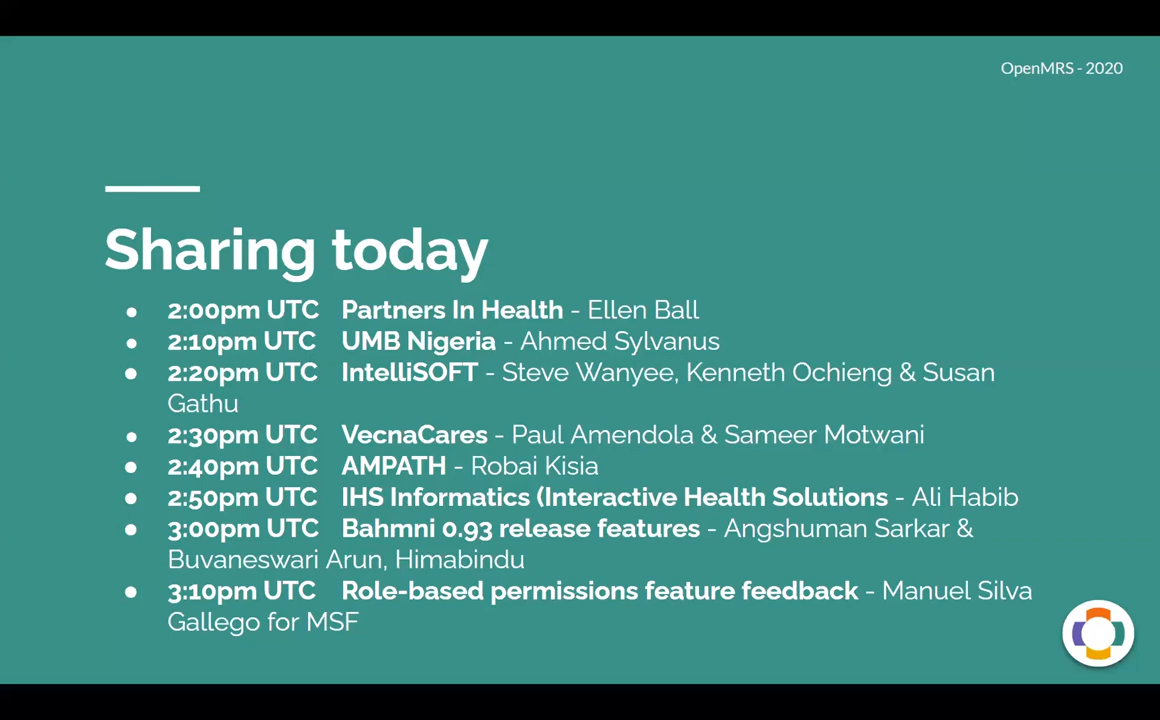 OpenMRS - 2020
Sharing today
● 2:00pm UTC Partners In Health - Ellen Ball
● 2:10pm UTC UMB Nigeria - Ahmed Sylvanus
● 2:20pm UTC IntelliSOFT - Steve Wanyee, Kenneth Ochieng & Susan
Gathu
● 2:30pm UTC VecnaCares - Paul Amendola & Sameer Motwani
● 2:40pm UTC AMPATH - Robai Kisia
● 2:50pm UTC IHS Informatics (Interactive Health Solutions - Ali Habib
● 3:00pm UTC Bahmni 0.93 release features - Angshuman Sarkar &
Buvaneswari Arun, Himabindu
● 3:10pm UTC Role-based permissions feature feedback - Manuel Silva
Gallego for MSF